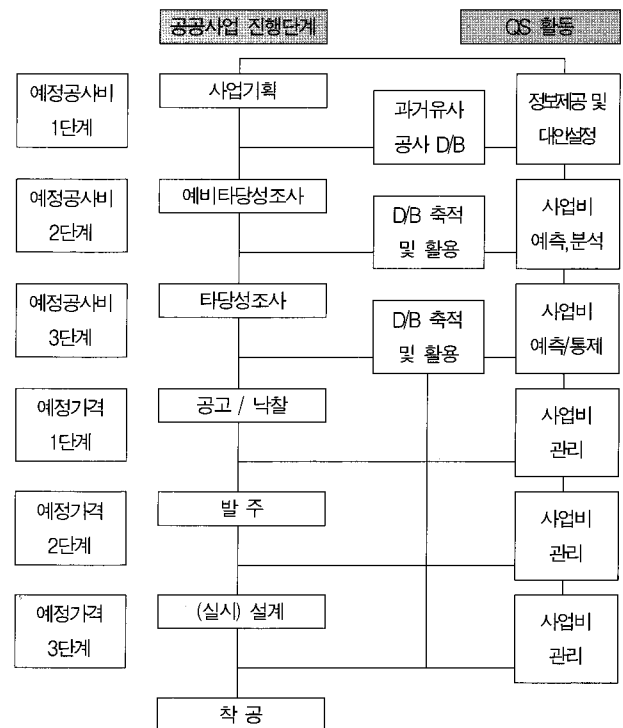 공공사업 진행단계
QS 활동
예정공사비
1단계
사업기획
과거유사
공사 D/B
정보제공 및
대안설정
예정공사비
2단계
예비타당성조사
D/B 축적
및 활용
사업비
예측,분석
예정공사비
3단계
타당성조사
D/B 축적
및 활용
사업비
예측/통제
예정가격
1단계
공고 / 낙찰
사업비
관리
예정가격
2단계
발 주
사업비
관리
예정가격
3단계
(실시) 설계
사업비
관리
착 공